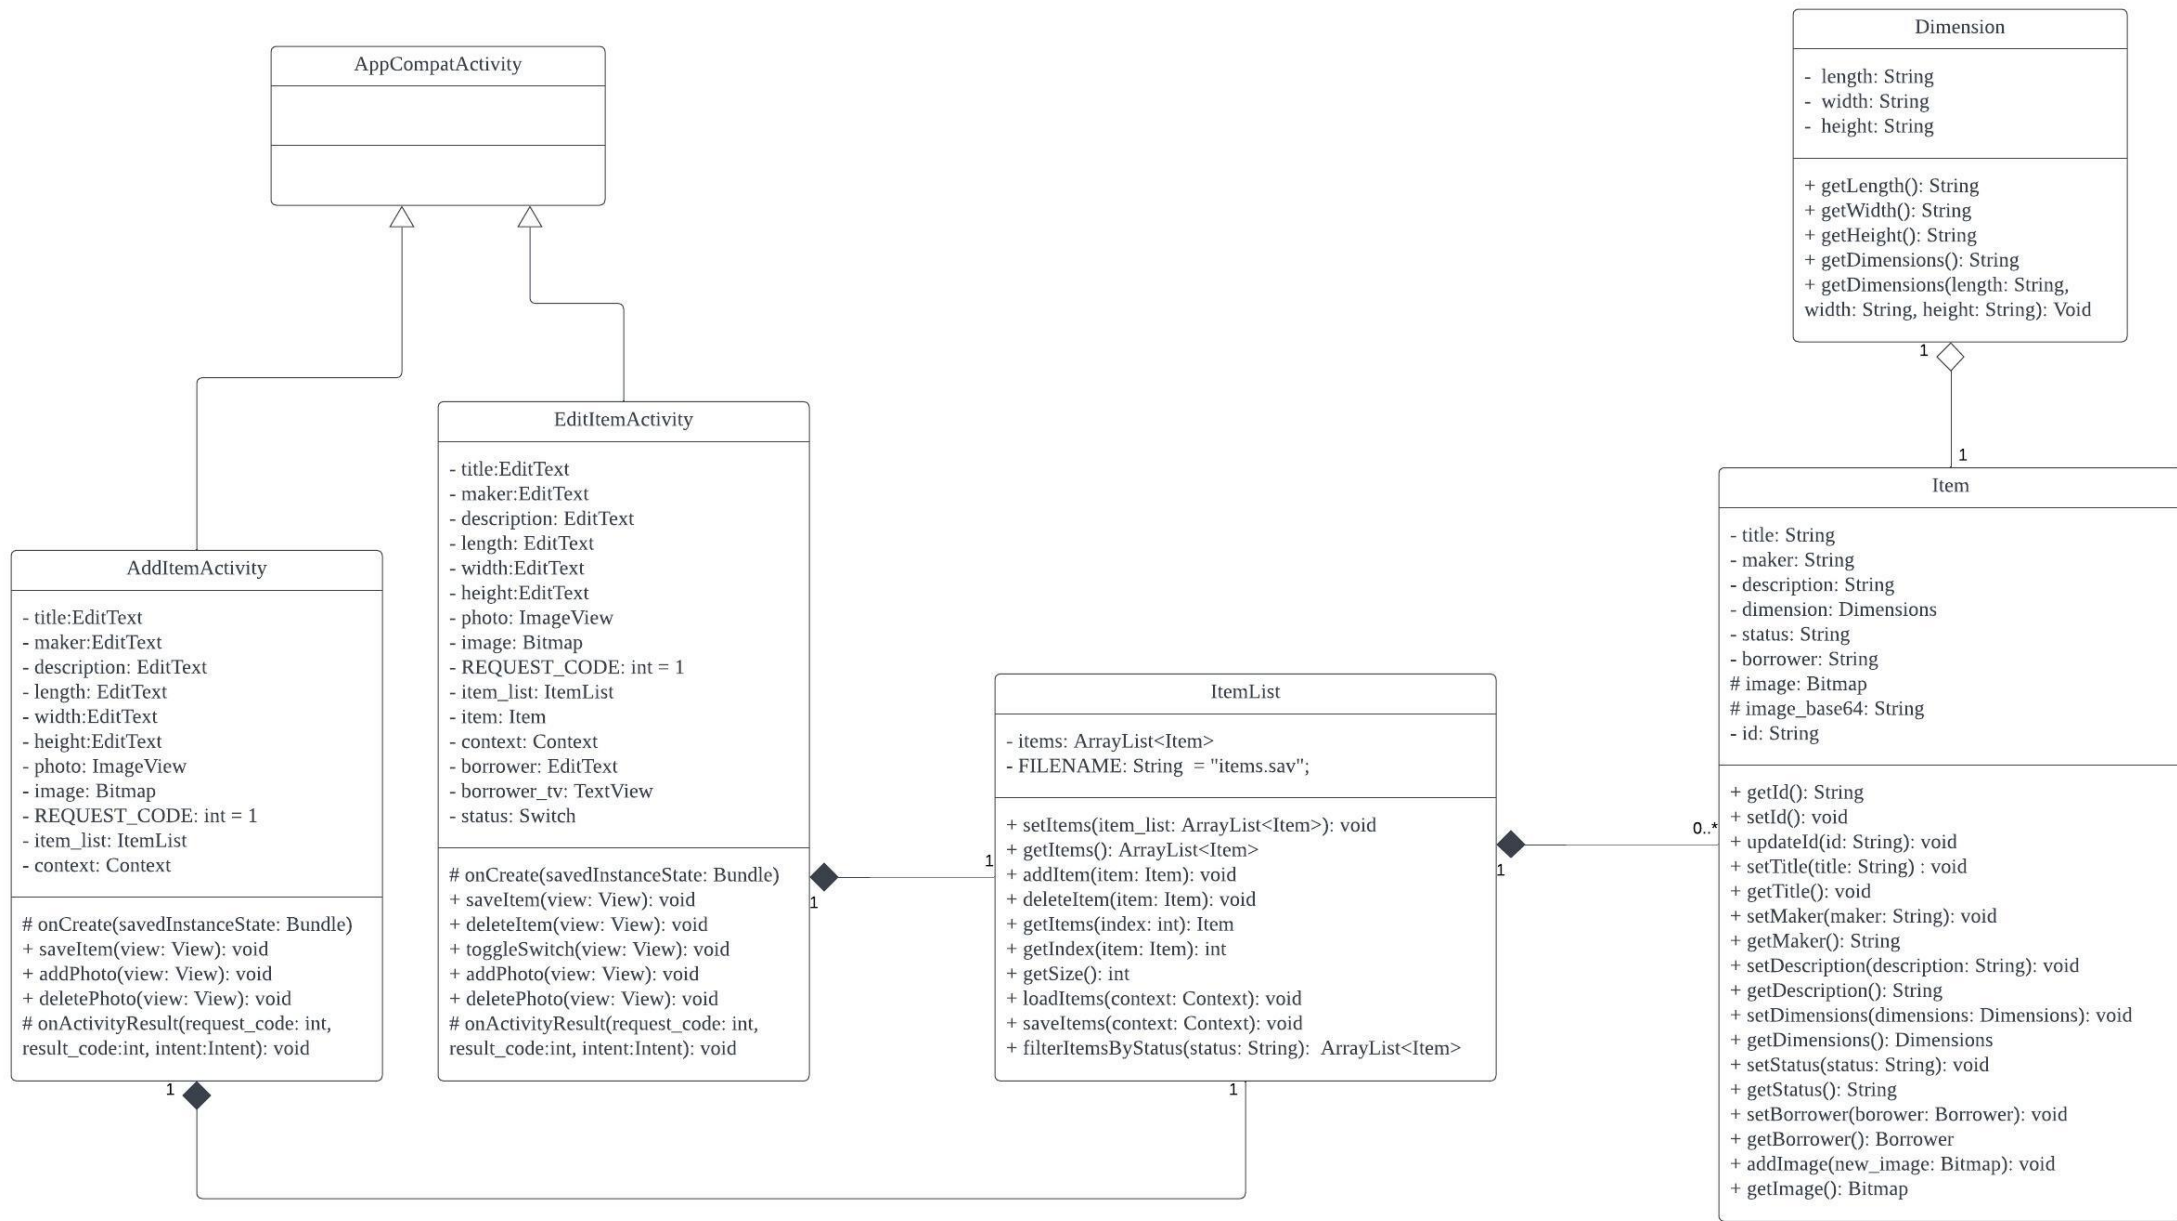 AppCompatActivity
Dimension
- length: String
- width: String
- height: String
+ getLength(): String
+ getWidth(): String
+ getHeight(): String
+ getDimensions(): String
+ getDimensions(length: String,
width: String, height: String): Void
1
1
EditItemActivity
- title:EditText
- maker:EditText
- description: EditText
- length: EditText
- width:EditText
- height:EditText
- photo: ImageView
- image: Bitmap
- REQUEST_CODE: int = 1
- item_list: ItemList
- item: Item
- context: Context
- borrower: EditText
- borrower_tv: TextView
- status: Switch
# onCreate(savedInstanceState: Bundle)
+ saveItem(view: View): void
+ deleteItem(view: View): void
+ toggleSwitch(view: View): void
+ addPhoto(view: View): void
+ deletePhoto(view: View): void
# onActivityResult(request_code: int,
result_code:int, intent:Intent): void
1
1
AddItemActivity
- title:EditText
- maker:EditText
- description: EditText
- length: EditText
- width:EditText
- height:EditText
- photo: ImageView
- image: Bitmap
- REQUEST_CODE: int = 1
- item_list: ItemList
- context: Context
# onCreate(savedInstanceState: Bundle)
+ saveItem(view: View): void
+ addPhoto(view: View): void
+ deletePhoto(view: View): void
# onActivityResult(request_code: int,
result_code:int, intent:Intent): void
1
1
ItemList
- items: ArrayList<Item>
- FILENAME: String = "items.sav";
+ setItems(item_list: ArrayList<Item>): void
+ getItems(): ArrayList<Item>
+ addItem(item: Item): void
+ deleteItem(item: Item): void
+ getItems(index: int): Item
+ getIndex(item: Item): int
+ getSize(): int
+ loadItems(context: Context): void
+ saveItems(context: Context): void
+ filterItemsByStatus(status: String): ArrayList<Item>
1
0..*
Item
- title: String
- maker: String
- description: String
- dimension: Dimensions
- status: String
- borrower: String
# image: Bitmap
# image_base64: String
- id: String
+ getId(): String
+ setId(): void
+ updateId(id: String): void
+ setTitle(title: String) : void
+ getTitle(): void
+ setMaker(maker: String): void
+ getMaker(): String
+ setDescription(description: String): void
+ getDescription(): String
+ setDimensions(dimensions: Dimensions): void
+ getDimensions(): Dimensions
+ setStatus(status: String): void
+ getStatus(): String
+ setBorrower(borower: Borrower): void
+ getBorrower(): Borrower
+ addImage(new_image: Bitmap): void
+ getImage(): Bitmap